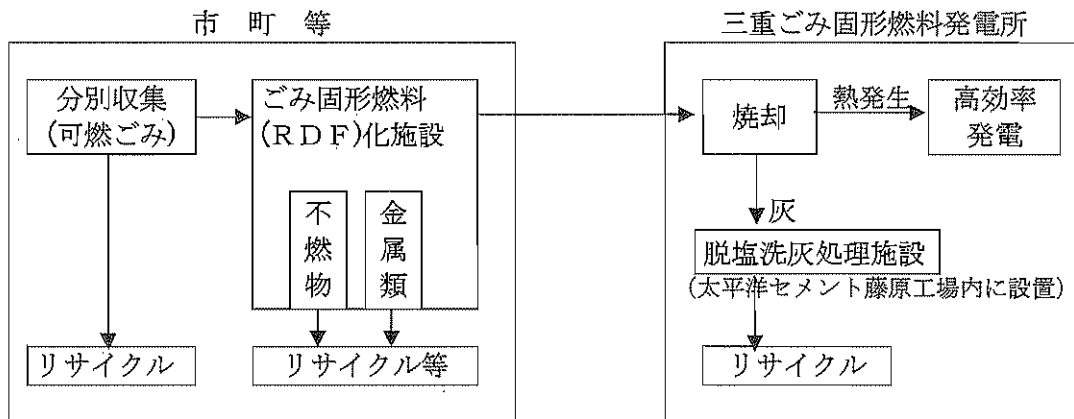 市 町 等
三重ごみ固形燃料発電所
分別収集
(可燃ごみ)
ごみ固形燃料
(RDF)化施設
不燃物
金属類
リサイクル
リサイクル等
焼却
熱発生
高効率
発電
灰
脱塩洗灰処理施設
(太平洋セメント藤原工場内に設置)
リサイクル